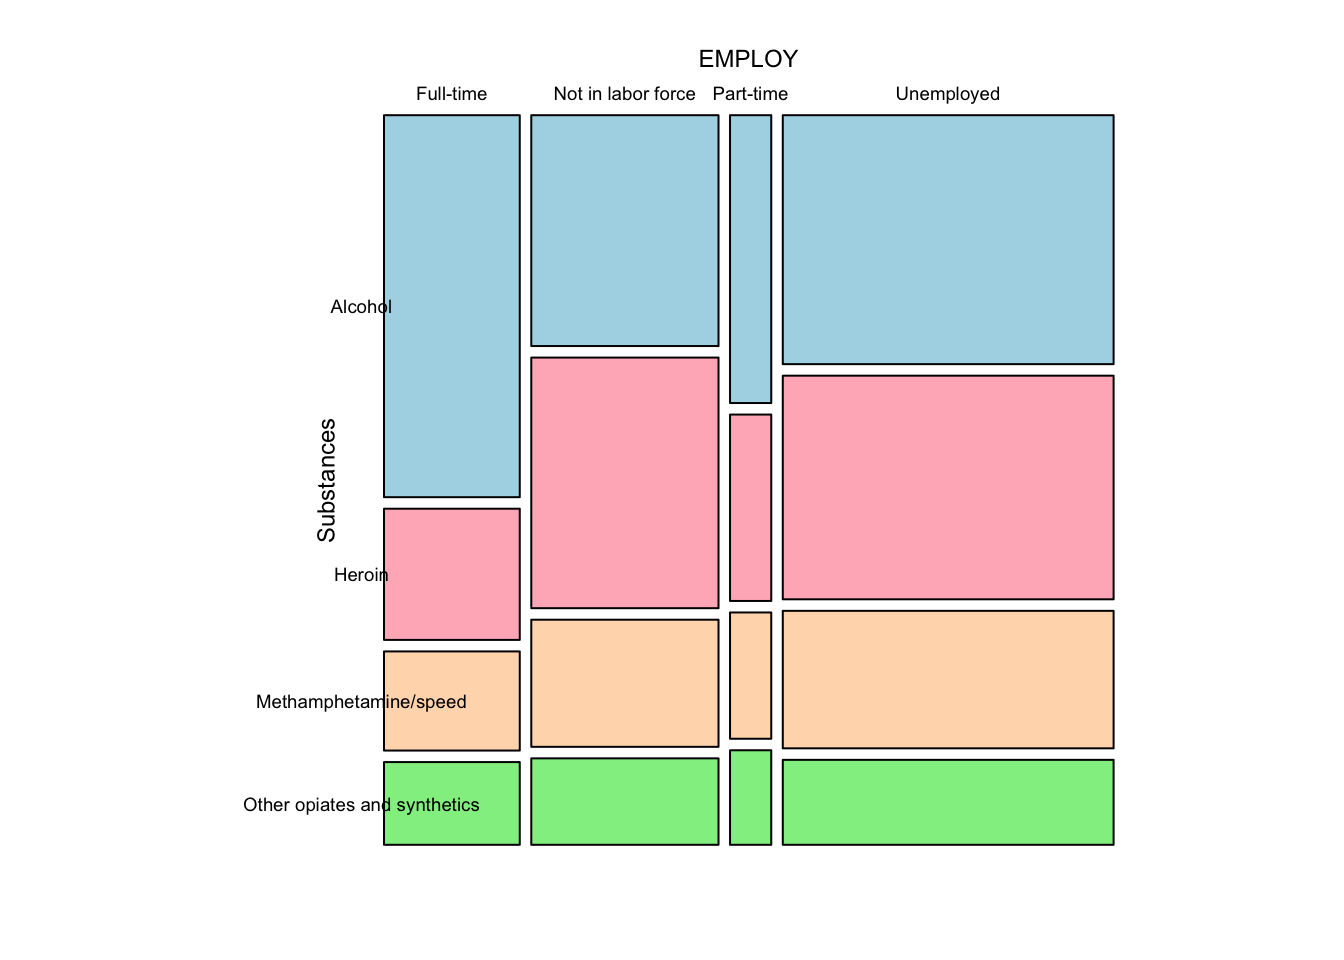 EMPLOY
Full-time Not in labor force Part-time Unemployed
Alcohol
Substances
Heroin
Methamphetamine/speed
Other opiates and synthetics